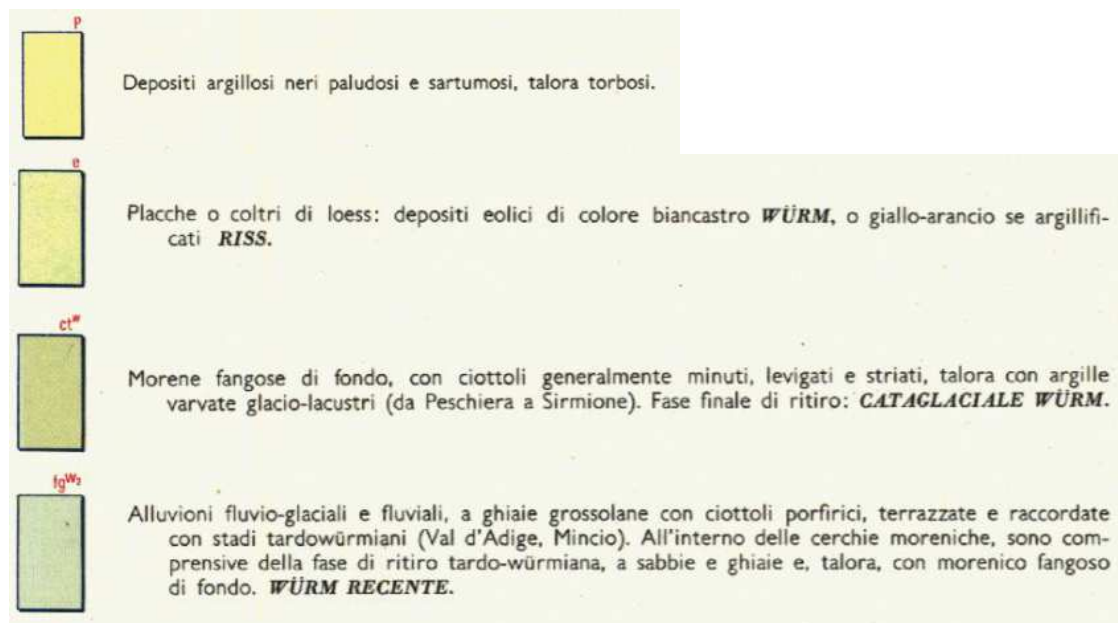 p
Depositi argillosi neri paludosi e sartumosi, talora torbosi.
e
Placche o coltri di loess: depositi eolici di colore biancastro WÜRM, o giallo-arancio se argillifi-
cati RISS.
ctʷ
Morene fangose di fondo, con ciottoli generalmente minuti, levigati e striati, talora con argille
varvate glacio-lacustri (da Peschiera a Sirmione). Fase finale di ritiro: CATAGLACIALE WÜRM.
fgW₃
Alluvioni fluvio-glaciali e fluviali, a ghiaie grossolane con ciottoli porfirici, terrazzate e raccordate
con stadi tardowürmiani (Val d'Adige, Mincio). All'interno delle cerchie moreniche, sono com-
prensive della fase di ritiro tardo-würmiana, a sabbie e ghiaie e, talora, con morenico fangoso
di fondo. WÜRM RECENTE.